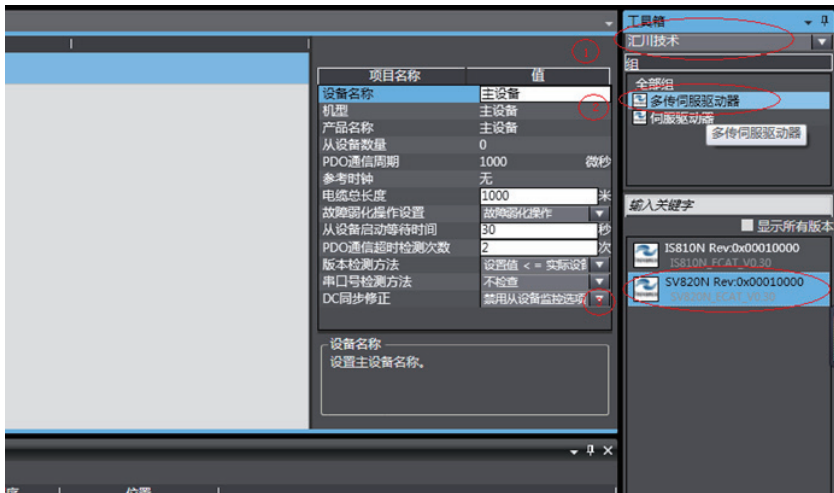 工具箱
汇川技术
1
组
全部组
多传伺服驱动器
伺服驱动器
多传伺服驱动器
项目名称 值
设备名称 主设备
机型 主设备
产品名称 主设备
从设备数量 0
PDO通信周期 1000 微秒
参考时钟 无
电缆总长度 1000 米
故障弱化操作设置 故障弱化操作
从设备启动等待时间 30 秒
PDO通信超时检测次数 2 次
版本检测方法 设置值 < = 实际设
串口号检测方法 不检查
DC同步修正 禁用从设备监控选项
2
设备名称
设置主设备名称。
输入关键字
显示所有版本
IS810N Rev:0x00010000
IS810N_ECAT_V0.30
SV820N Rev:0x00010000
SV820N_ECAT_V0.30
位置